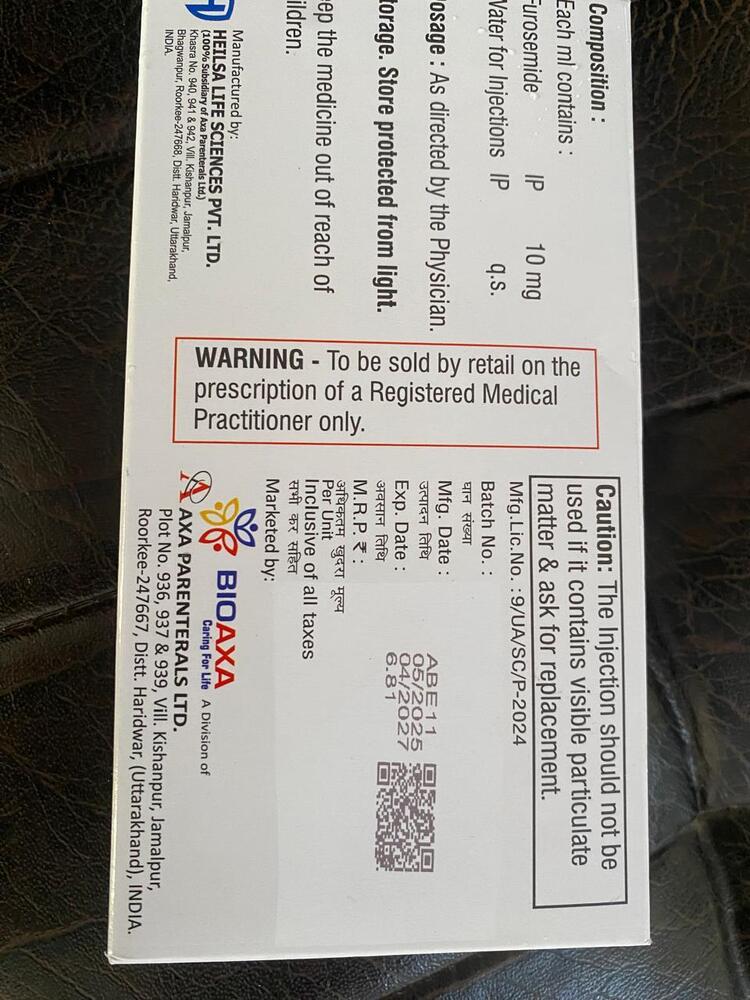 Composition :
Each ml contains :
Furosemide IP 10 mg
Water for Injections IP q.s.
osage : As directed by the Physician.
torage. Store protected from light.
ep the medicine out of reach of
ildren.
Manufactured by:
HEILSA LIFE SCIENCES PVT. LTD.
(100% Subsidiary of Axa Parenterals Ltd.)
Khasra No. 940, 941 & 942, Vill. Kishanpur, Jamalpur,
Bhagwanpur, Roorkee-247668, Distt. Haridwar, Uttarakhand,
INDIA.
WARNING - To be sold by retail on the
prescription of a Registered Medical
Practitioner only.
Caution: The Injection should not be
used if it contains visible particulate
matter & ask for replacement.
Mfg.Lic.No. :9/UA/SC/P-2024
Batch No. : ABE11
घान संख्या
Mfg. Date : 05/2025
उत्पादन तिथि
Exp. Date : 04/2027
अवसान तिथि
M.R.P. ₹ : 6.81
अधिकतम खुदरा मूल्य
Per Unit
Inclusive of all taxes
सभी कर सहित
Marketed by:
BIOAXA
Caring For Life A Division of
AXA PARENTERALS LTD.
Plot No. 936, 937 & 939, Vill. Kishanpur, Jamalpur,
Roorkee-247667, Distt. Haridwar, (Uttarakhand), INDIA.